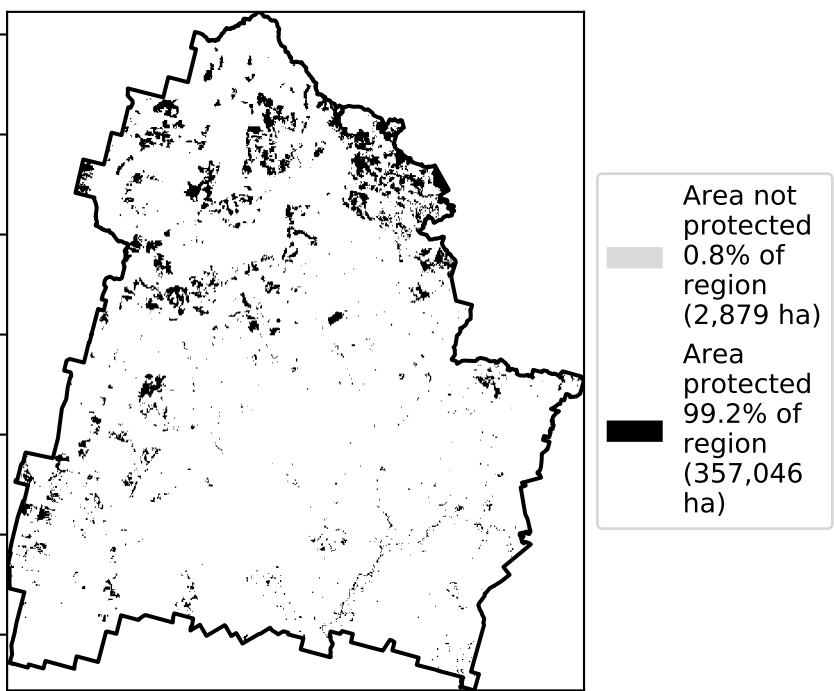 Area not
protected
0.8% of
region
(2,879 ha)
Area
protected
99.2% of
region
(357,046
ha)